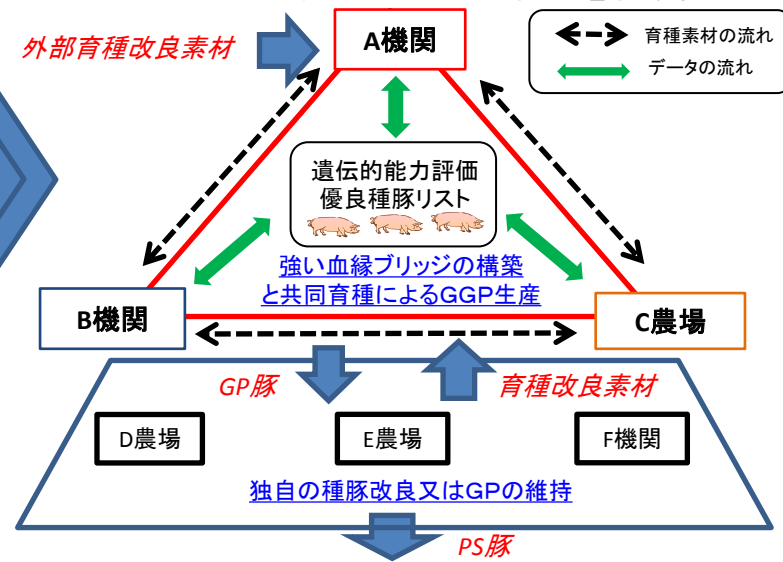 外部育種改良素材
A機関
育種素材の流れ
データの流れ
遺伝的能力評価
優良種豚リスト
強い血縁ブリッジの構築
と共同育種によるGGP生産
B機関
C農場
GP豚
育種改良素材
D農場
E農場
F機関
独自の種豚改良又はGPの維持
PS豚